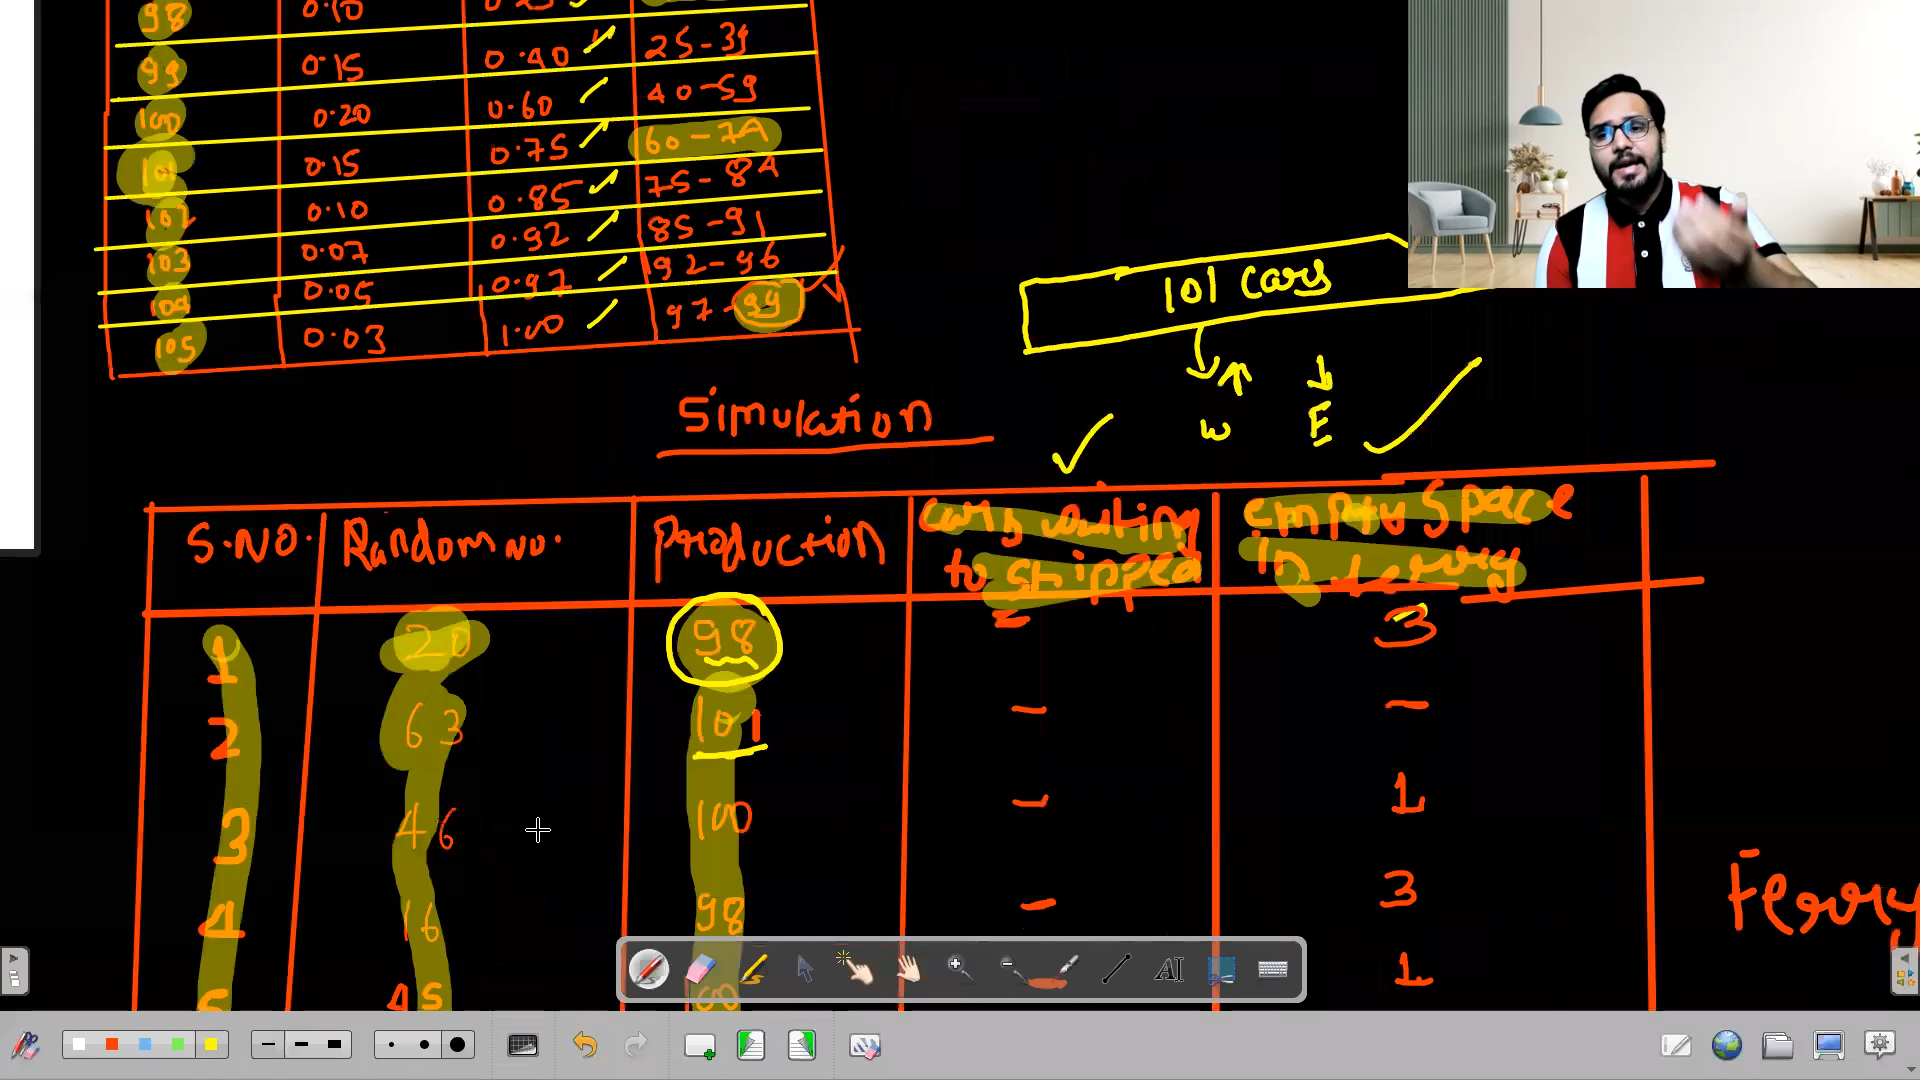 98 0.10 0.25
99 0.15 0.40 25-39
100 0.20 0.60 40-59
101 0.15 0.75 60-74
102 0.10 0.85 75-84
103 0.07 0.92 85-91
104 0.05 0.97 92-96
105 0.03 1.00 97-99
101 cars
W E
Simulation
S.NO. Random No. Production cars waiting to shipped empty space in ferry
1 20 98 - 3
2 63 101 - -
3 46 100 - 1
4 16 98 - 3
5 45 1
Ferry